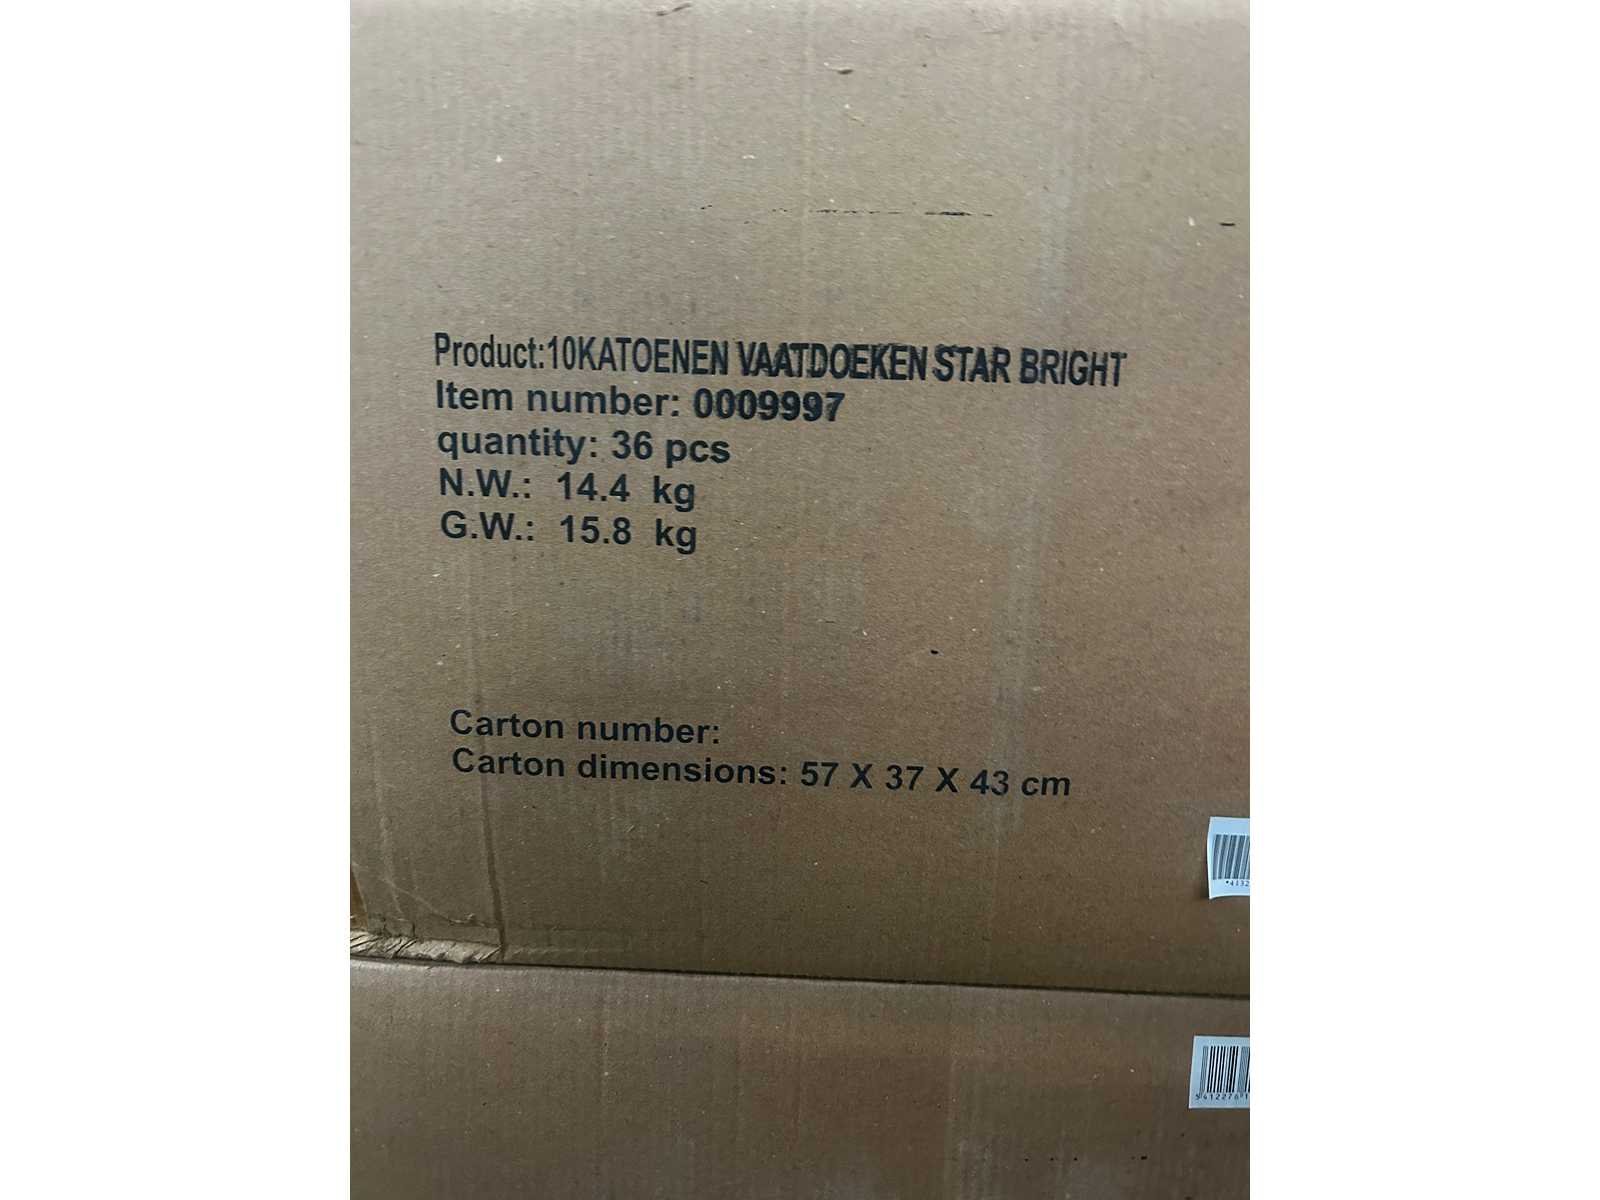 Product:10KATOENEN VAATDOEKEN STAR BRIGHT
Item number: 0009997
quantity: 36 pcs
N.W.: 14.4 kg
G.W.: 15.8 kg
Carton number:
Carton dimensions: 57 X 37 X 43 cm